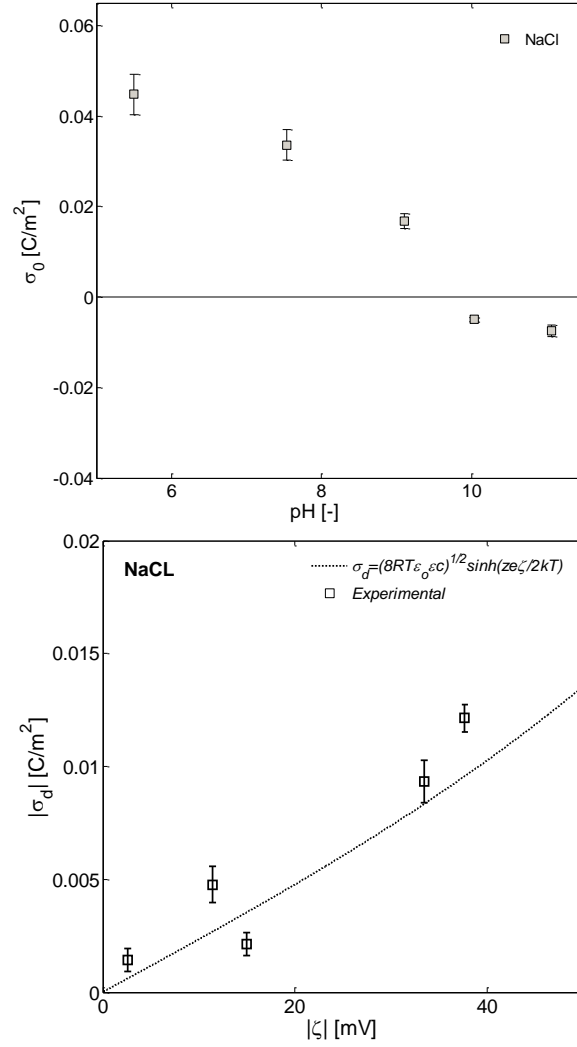 0.06
0.04
0.02
0
-0.02
-0.04
σ0 [C/m2]
NaCl
6
8
10
pH [-]
0.02
0.015
0.01
0.005
0
|σd| [C/m2]
NaCL
σd=(8RTεoεc)1/2sinh(zeζ/2kT)
Experimental
0
20
40
|ζ| [mV]